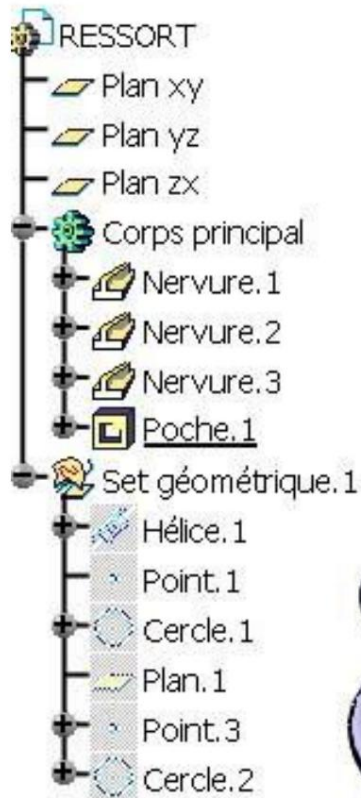 RESSORT
Plan xy
Plan yz
Plan zx
Corps principal
Nervure.1
Nervure.2
Nervure.3
Poche.1
Set géométrique.1
Hélice.1
Point.1
Cercle.1
Plan.1
Point.3
Cercle.2